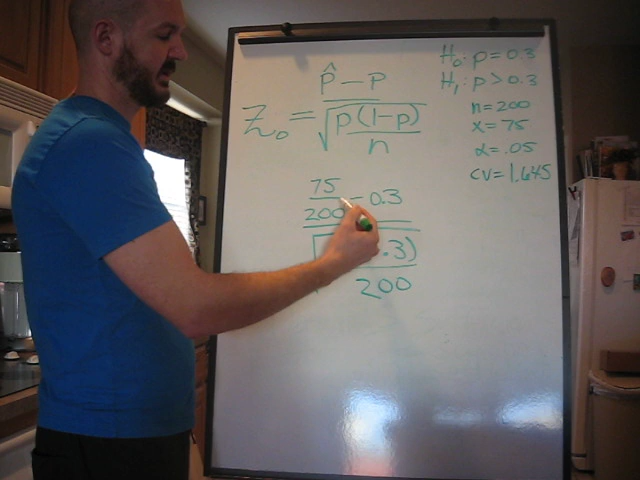 H₀: p = 0.3
H₁: p > 0.3
n = 200
x = 75
α = .05
CV = 1.645
p̂ - p
Z₀ = √p(1-p)
n
75
200 - 0.3
√ .3)
200